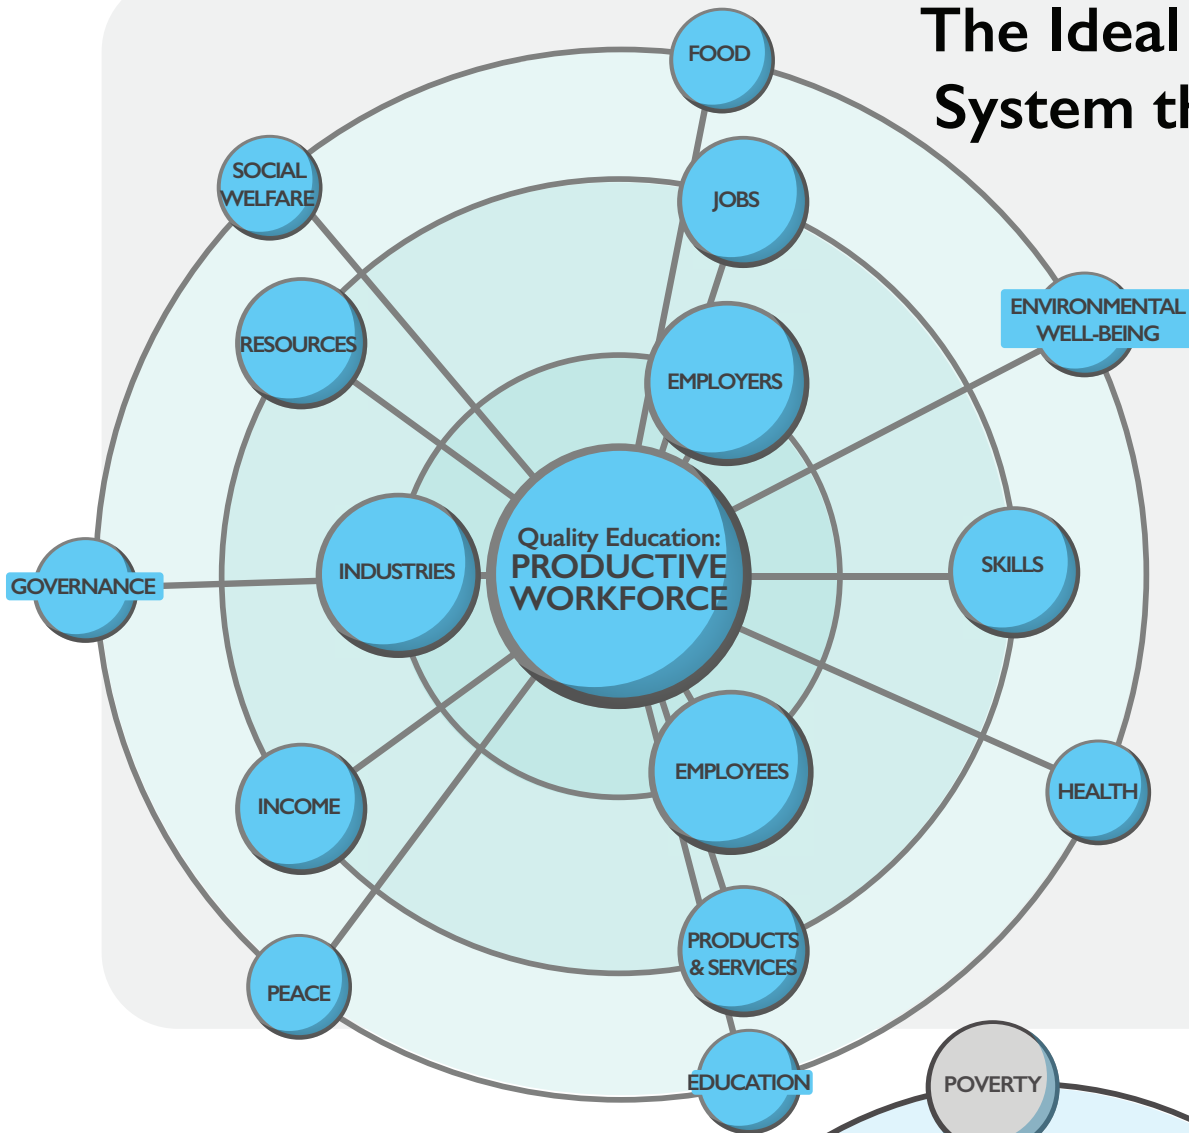 The Ideal
System th
FOOD
SOCIAL
WELFARE
JOBS
ENVIRONMENTAL
WELL-BEING
RESOURCES
EMPLOYERS
Quality Education:
PRODUCTIVE
WORKFORCE
INDUSTRIES
SKILLS
GOVERNANCE
EMPLOYEES
HEALTH
INCOME
PRODUCTS
& SERVICES
PEACE
EDUCATION
POVERTY